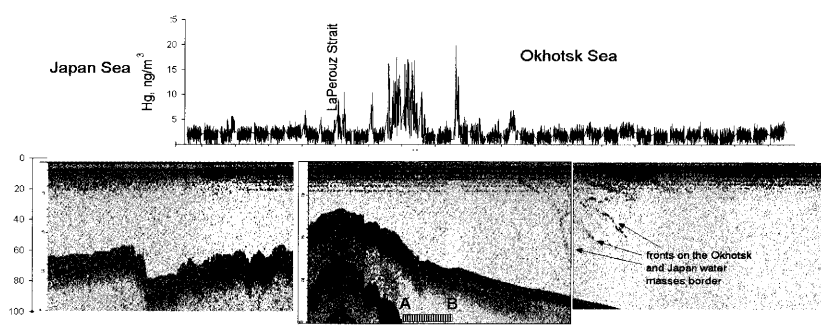 Japan Sea
Hg, ng/m³
25
20
15
10
5
LaPerouz Strait
Okhotsk Sea
0
20
40
60
80
100
A B
fronts on the Okhotsk
and Japan water
masses border